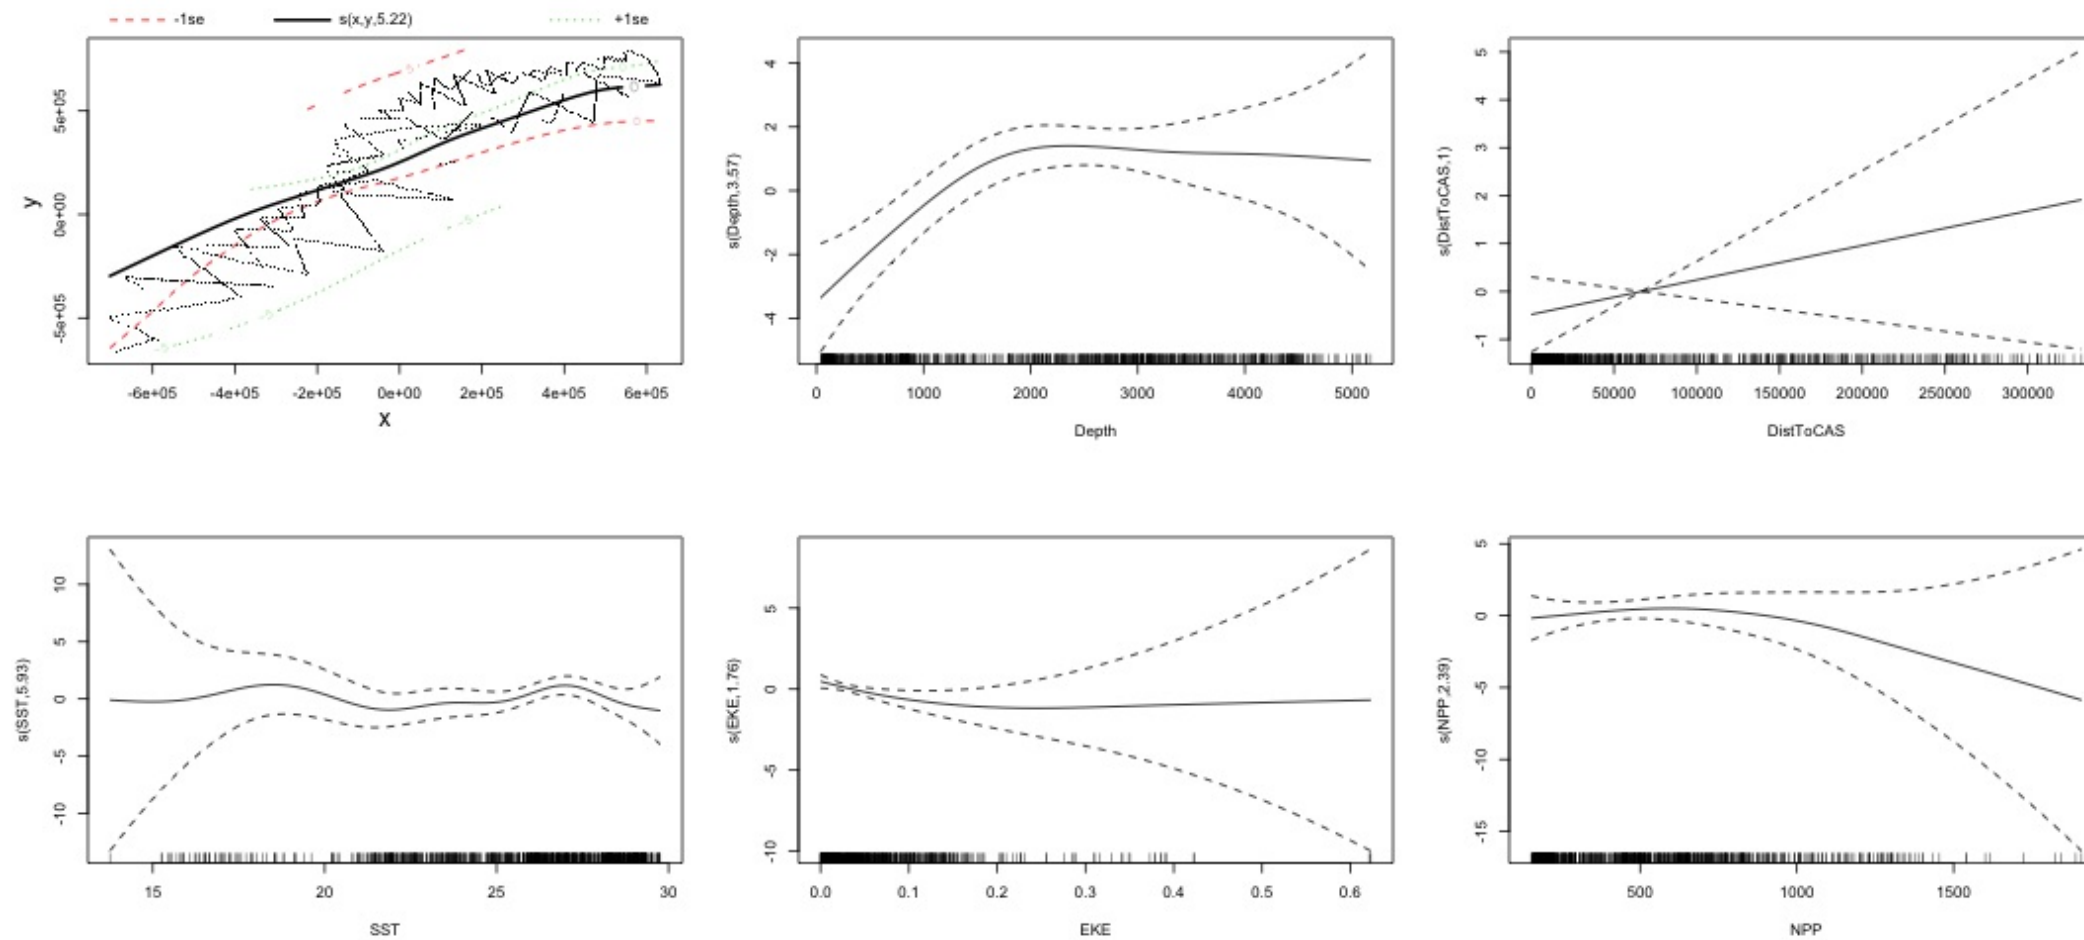 -1se s(x,y,5.22) +1se
y
5e+05
0e+00
-5e+05
-6e+05 -4e+05 -2e+05 0e+00 2e+05 4e+05 6e+05
x
s(Depth,3.57)
4
2
0
-2
-4
0 1000 2000 3000 4000 5000
Depth
s(DistToCAS,1)
5
4
3
2
1
0
-1
0 50000 100000 150000 200000 250000 300000
DistToCAS
s(SST,5.93)
10
5
0
-5
-10
15 20 25 30
SST
s(EKE,1.76)
5
0
-5
-10
0.0 0.1 0.2 0.3 0.4 0.5 0.6
EKE
s(NPP,2.39)
5
0
-5
-10
-15
500 1000 1500
NPP